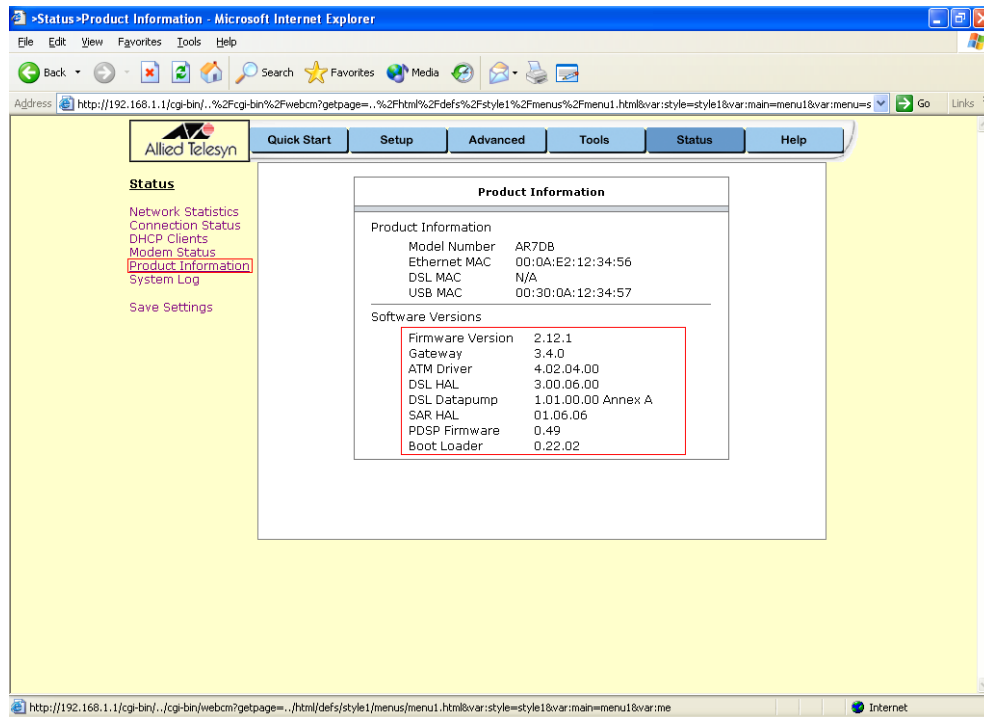 >Status>Product Information - Microsoft Internet Explorer
File Edit View Favorites Tools Help
Back Search Favorites Media
Address http://192.168.1.1/cgi-bin/..%2Fcgi-bin%2Fwebcm?getpage=..%2Fhtml%2Fdefs%2Fstyle1%2Fmenus%2Fmenu1.html&var:style=style1&var:main=menu1&var:menu=s Go Links
Allied Telesyn
Quick Start Setup Advanced Tools Status Help
Status
Network Statistics
Connection Status
DHCP Clients
Modem Status
Product Information
System Log
Save Settings
Product Information
Product Information
Model Number AR7DB
Ethernet MAC 00:0A:E2:12:34:56
DSL MAC N/A
USB MAC 00:30:0A:12:34:57
Software Versions
Firmware Version 2.12.1
Gateway 3.4.0
ATM Driver 4.02.04.00
DSL HAL 3.00.06.00
DSL Datapump 1.01.00.00 Annex A
SAR HAL 01.06.06
PDSP Firmware 0.49
Boot Loader 0.22.02
http://192.168.1.1/cgi-bin/../cgi-bin/webcm?getpage=../html/defs/style1/menus/menu1.html&var:style=style1&var:main=menu1&var:me Internet